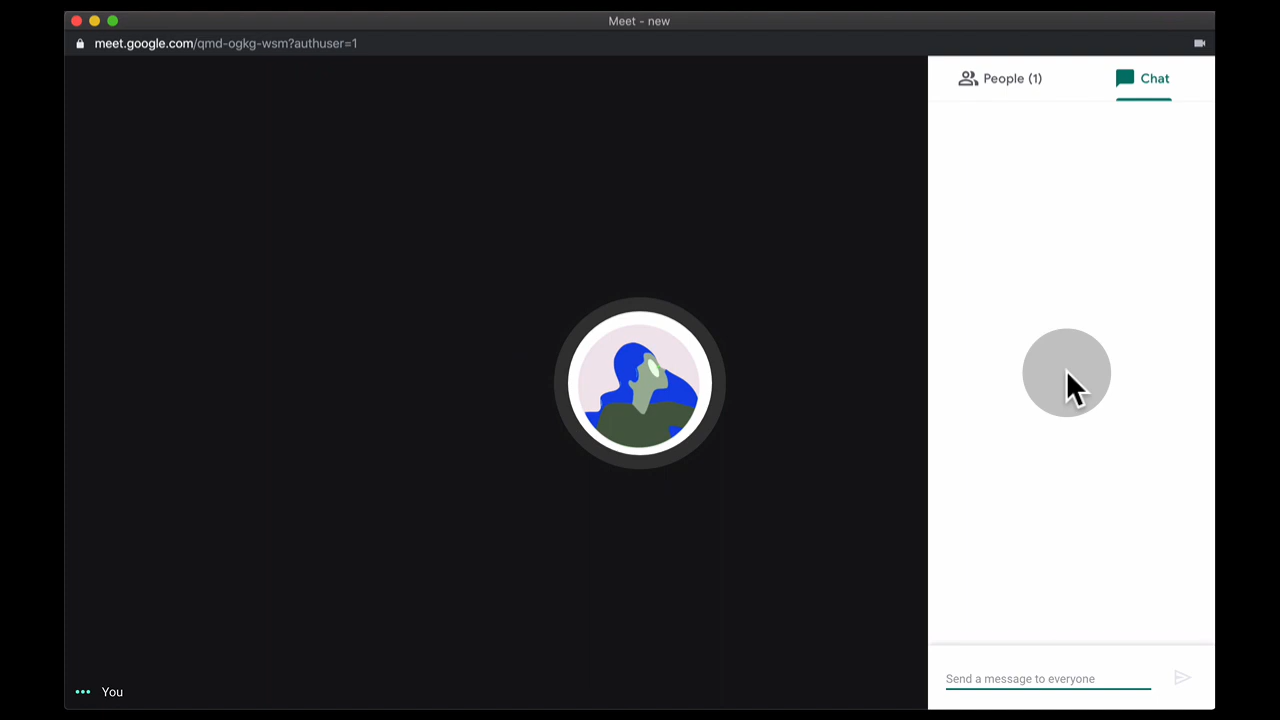 Meet - new
meet.google.com/qmd-ogkg-wsm?authuser=1
People (1)
Chat
You
Send a message to everyone